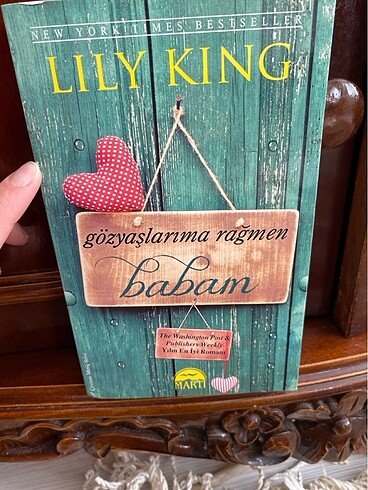 NEW YORK TIMES BESTSELLER
LILY KING
gözyaşlarıma rağmen
babam
The Washington Post &
Publishers Weekly
Yılın En İyi Romanı
MARTI